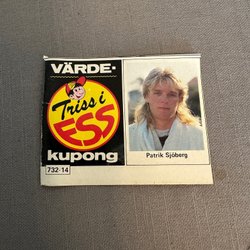 VÄRDE-
Triss i
ESS
kupong
732-14
Patrik Sjöberg